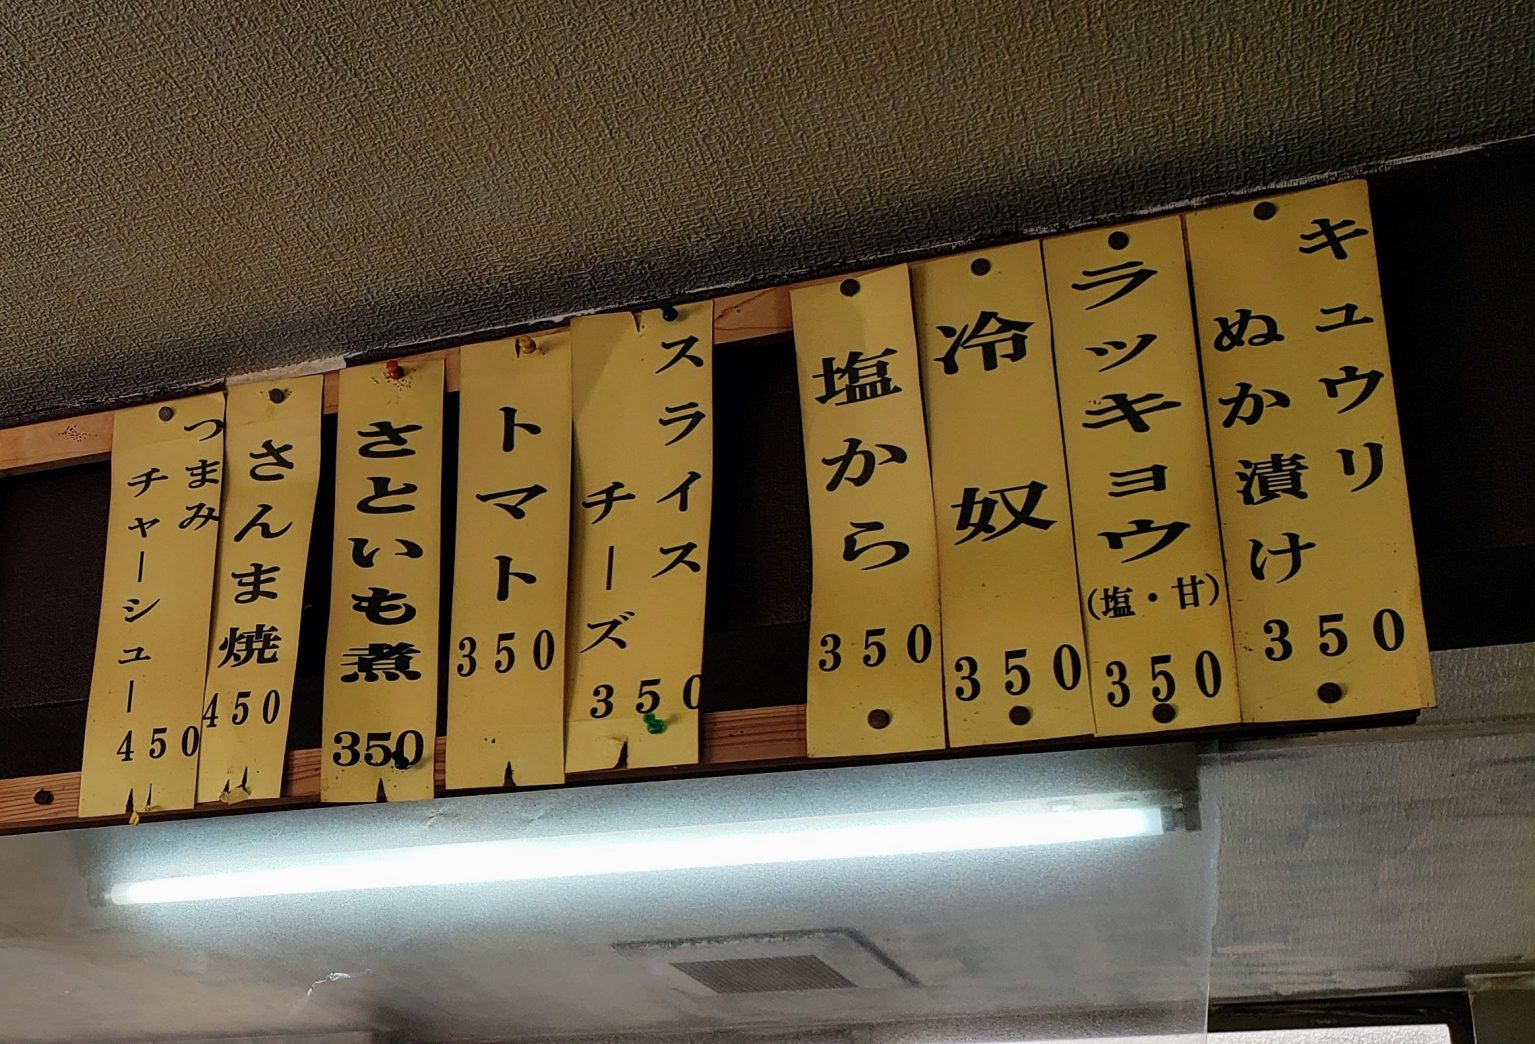 キュウリ
ぬか漬け
350
ラッキョウ
(塩・甘)
350
冷奴
350
塩から
350
スライス
チーズ
350
トマト
350
さといも煮
350
さんま焼
450
つまみ
チャーシュー
450